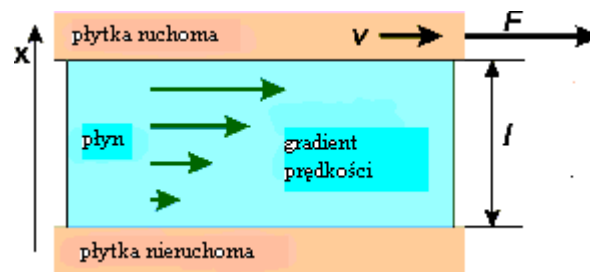 płytka ruchoma
v
F
x
płyn
gradient
prędkości
l
płytka nieruchoma